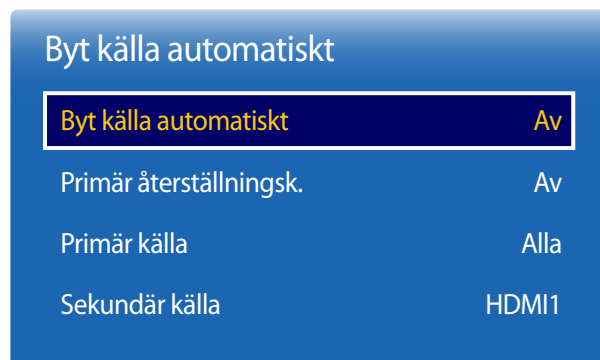 Byt källa automatiskt
Byt källa automatiskt Av
Primär återställningsk. Av
Primär källa Alla
Sekundär källa HDMI1